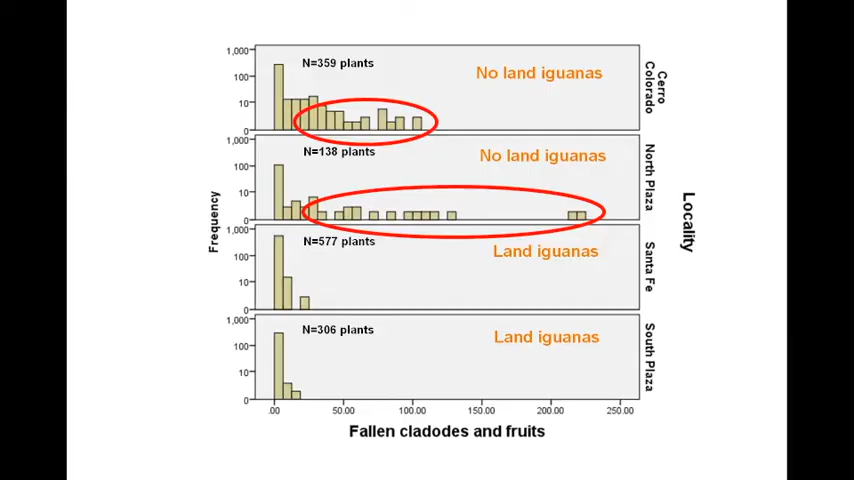 1,000
100
10
0
N=359 plants
No land iguanas
Cerro
Colorado
1,000
100
10
0
N=138 plants
No land iguanas
North Plaza
1,000
100
10
0
N=577 plants
Land iguanas
Santa Fe
1,000
100
10
0
N=306 plants
Land iguanas
South Plaza
Frequency
Locality
.00 50.00 100.00 150.00 200.00 250.00
Fallen cladodes and fruits